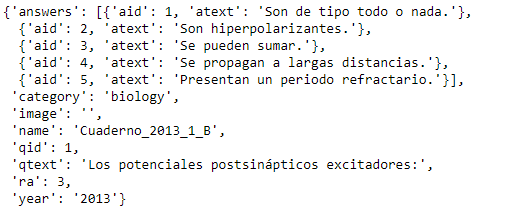 {'answers': [{'aid': 1, 'atext': 'Son de tipo todo o nada.'},
{'aid': 2, 'atext': 'Son hiperpolarizantes.'},
{'aid': 3, 'atext': 'Se pueden sumar.'},
{'aid': 4, 'atext': 'Se propagan a largas distancias.'},
{'aid': 5, 'atext': 'Presentan un periodo refractario.'}],
'category': 'biology',
'image': '',
'name': 'Cuaderno_2013_1_B',
'qid': 1,
'qtext': 'Los potenciales postsinápticos excitadores:',
'ra': 3,
'year': '2013'}